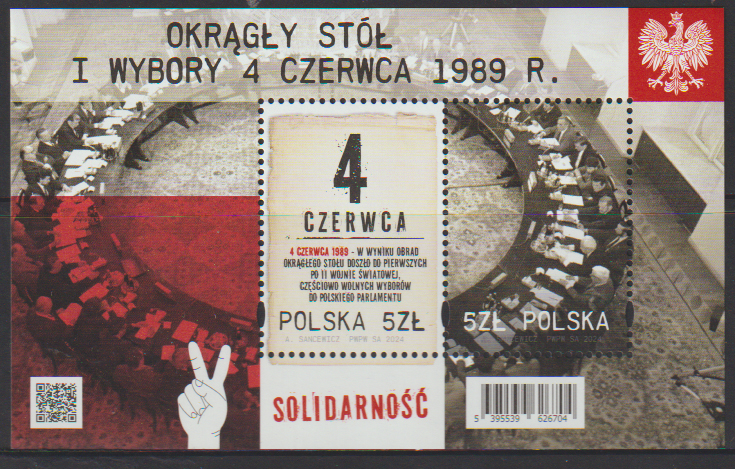 OKRĄGŁY STÓŁ
I WYBORY 4 CZERWCA 1989 R.
4
CZERWCA
4 CZERWCA 1989 - W WYNIKU OBRAD
OKRĄGŁEGO STOŁU DOSZŁO DO PIERWSZYCH
PO II WOJNIE ŚWIATOWEJ,
CZĘŚCIOWO WOLNYCH WYBORÓW
DO POLSKIEGO PARLAMENTU
POLSKA 5ZŁ
A. SANCEWICZ PWPW SA 2024
5ZŁ POLSKA
PWPW SA 2024
SOLIDARNOŚĆ
5 395539 626704